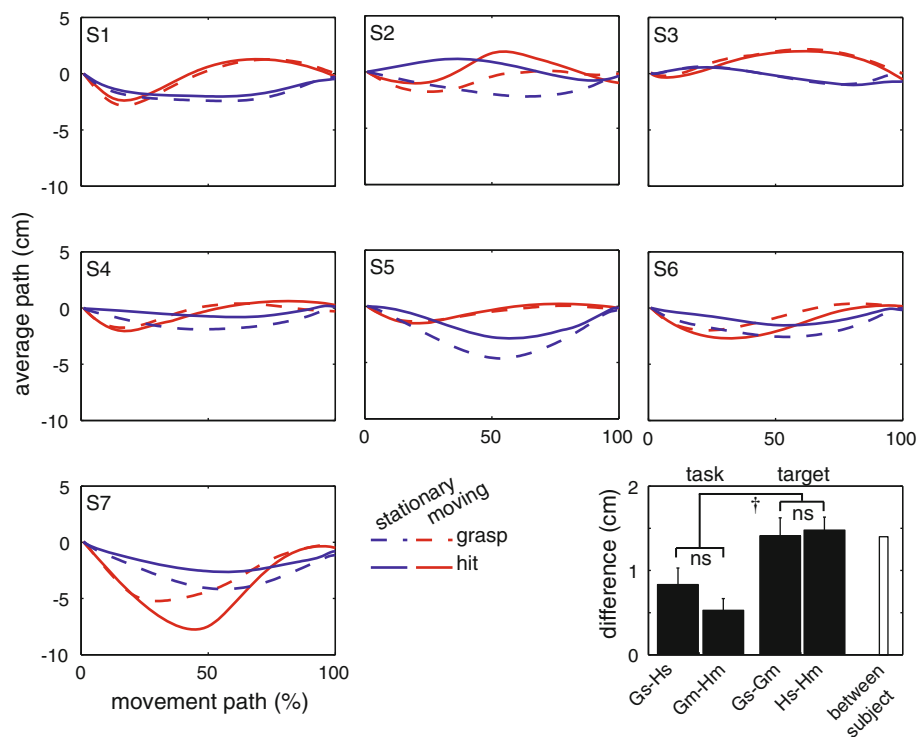 S1
S2
S3
5
0
-5
-10
S4
S5
S6
5
0
-5
-10
0
50
100
0
50
100
average path (cm)
S7
5
0
-5
-10
0
50
100
movement path (%)
stationary
moving
grasp
hit
task
target
†
ns
ns
2
1
0
difference (cm)
Gs-Hs
Gm-Hm
Gs-Gm
Hs-Hm
between
subject